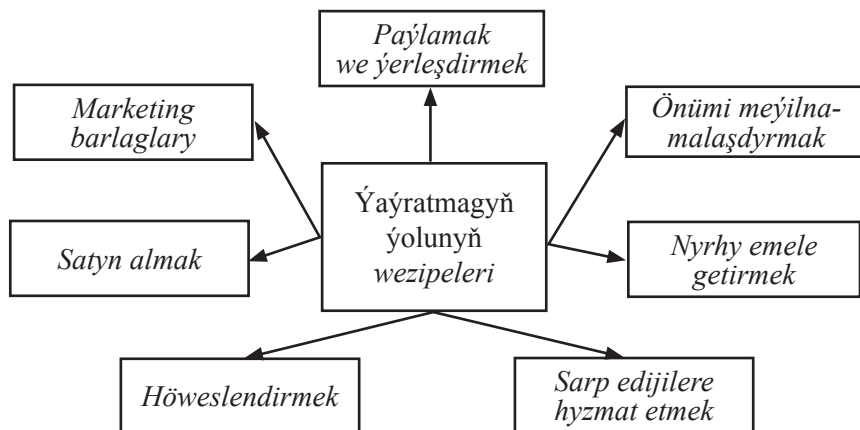 Paýlamak
we ýerleşdirmek
Marketing
barlaglary
Önümi meýilna-
malaşdyrmak
Ýaýratmagyň
ýolunyň
wezipeleri
Satyn almak
Nyrhy emele
getirmek
Höweslendirmek
Sarp edijilere
hyzmat etmek